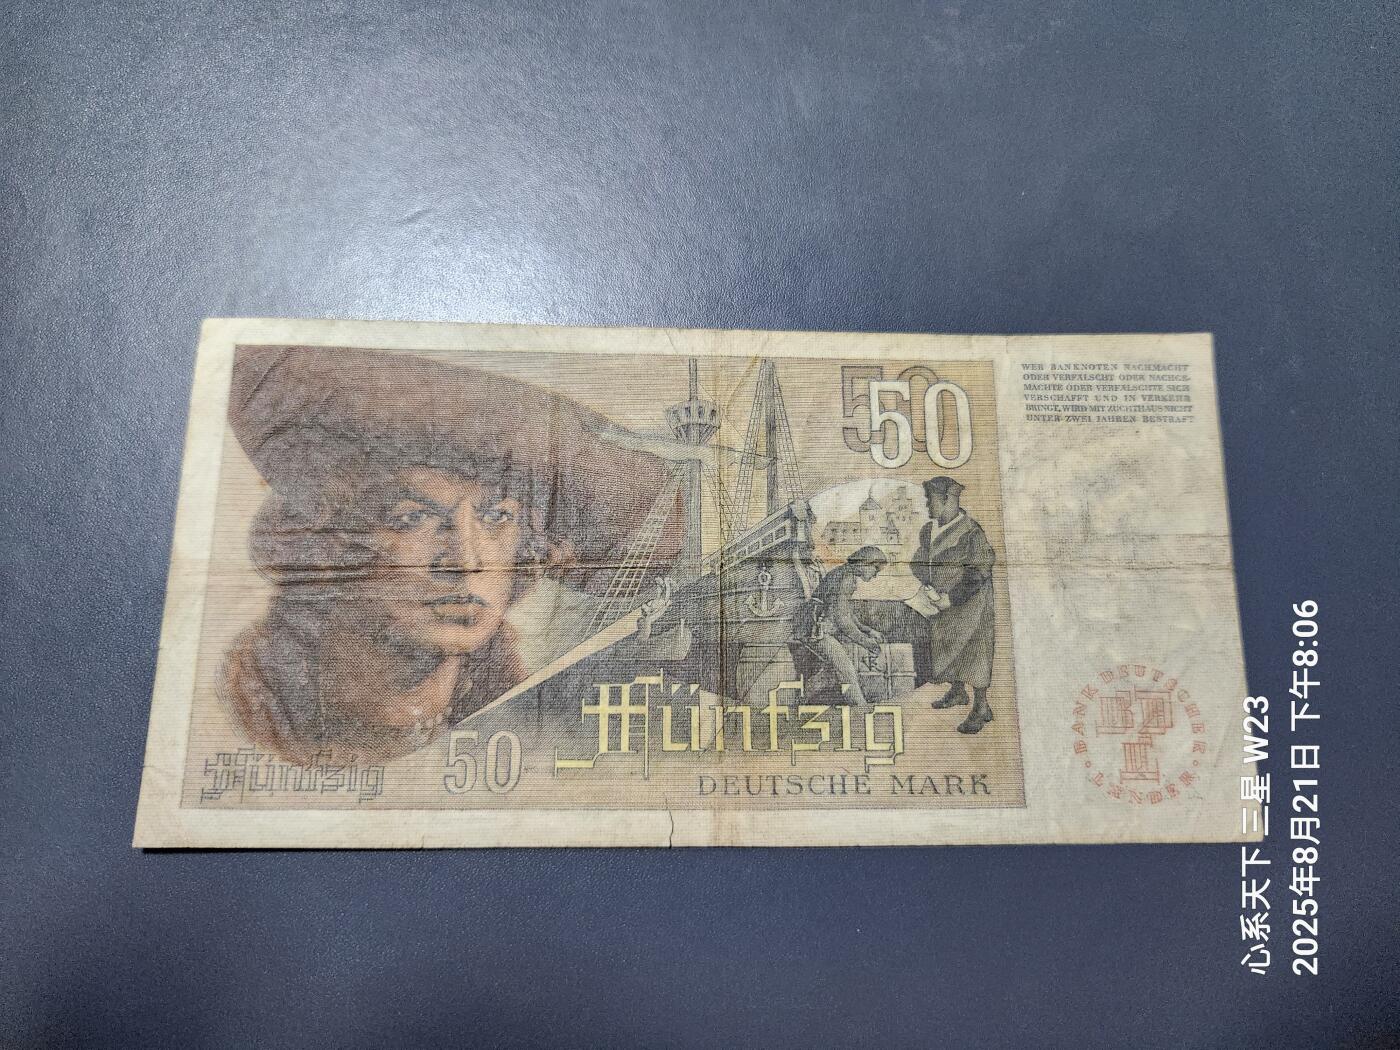 50
50
WER BANKNOTEN NACHMACHT
ODER VERFÄLSCHT ODER NACHGE-
MACHTE ODER VERFÄLSCHTE SICH
VERSCHAFFT UND IN VERKEHR
BRINGT, WIRD MIT ZUCHTHAUS NICHT
UNTER ZWEI JAHREN BESTRAFT
Fünfzig
50
Fünfzig
DEUTSCHE MARK
BANK DEUTSCHER LÄNDER
BDL
心系天下三星 W23
2025年8月21日 下午8:06